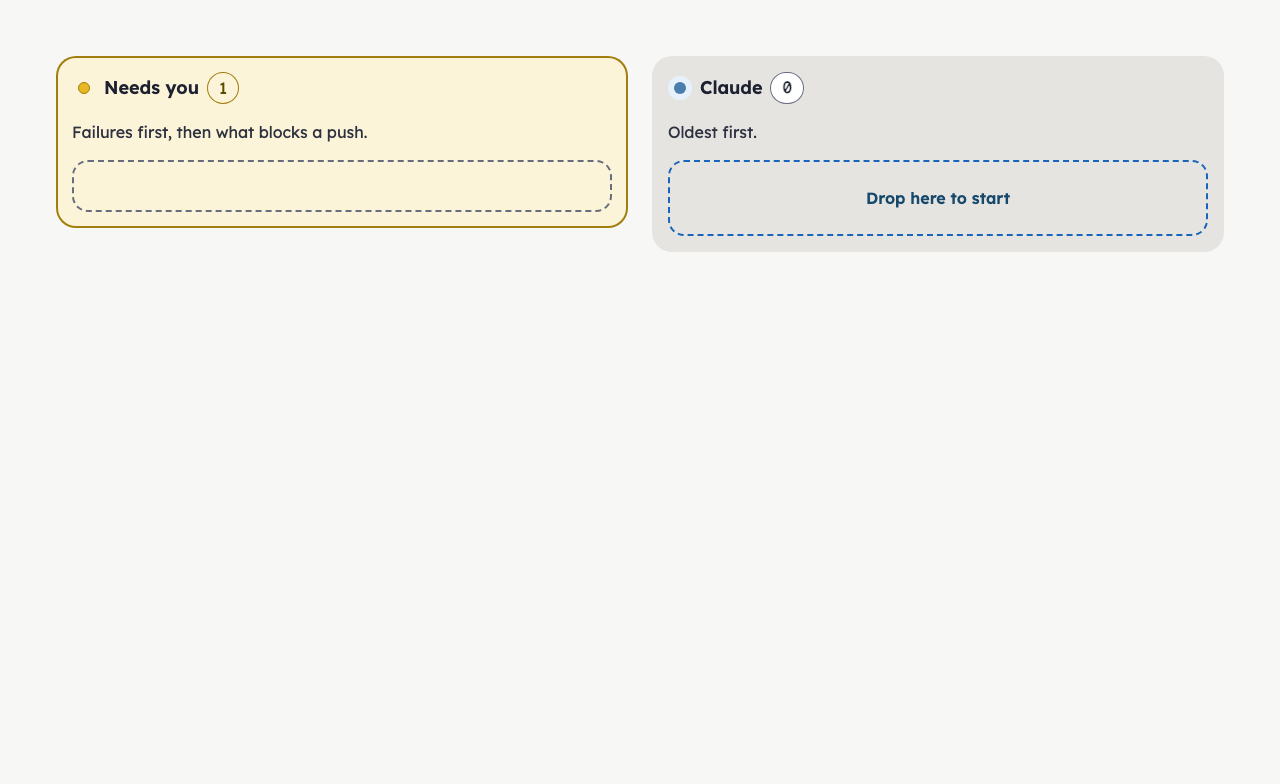 Needs you 1
Failures first, then what blocks a push.
Claude 0
Oldest first.
Drop here to start